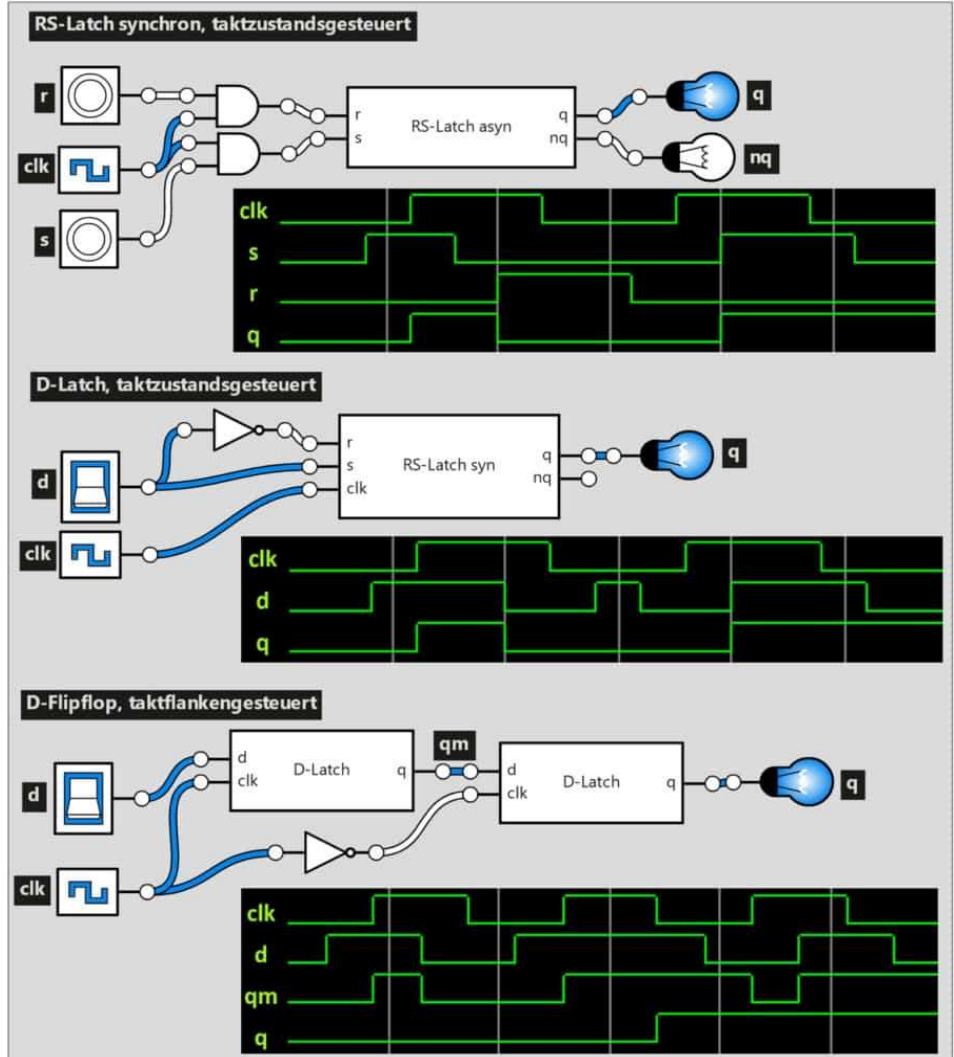 RS-Latch synchron, taktzustandsgesteuert
r
q
r
q
RS-Latch asyn
s
nq
clk
nq
s
clk
s
r
q
D-Latch, taktzustandsgesteuert
r
d
s
RS-Latch syn
q
q
clk
nq
clk
clk
d
q
D-Flipflop, taktflankengesteuert
qm
d
D-Latch
q
d
d
clk
D-Latch
q
q
clk
clk
clk
d
qm
q